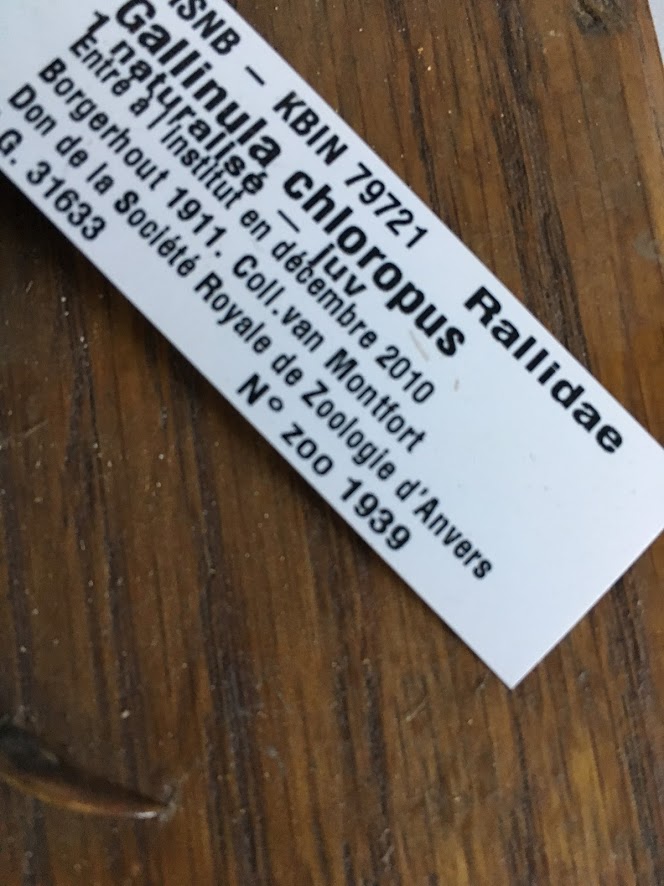 ISNB – KBIN 79721
Gallinula chloropus Rallidae
1 naturalisé – juv
Entré à l'Institut en décembre 2010
Borgerhout 1911. Coll.van Montfort
Don de la Société Royale de Zoologie d'Anvers
G. 31633 N° zoo 1939